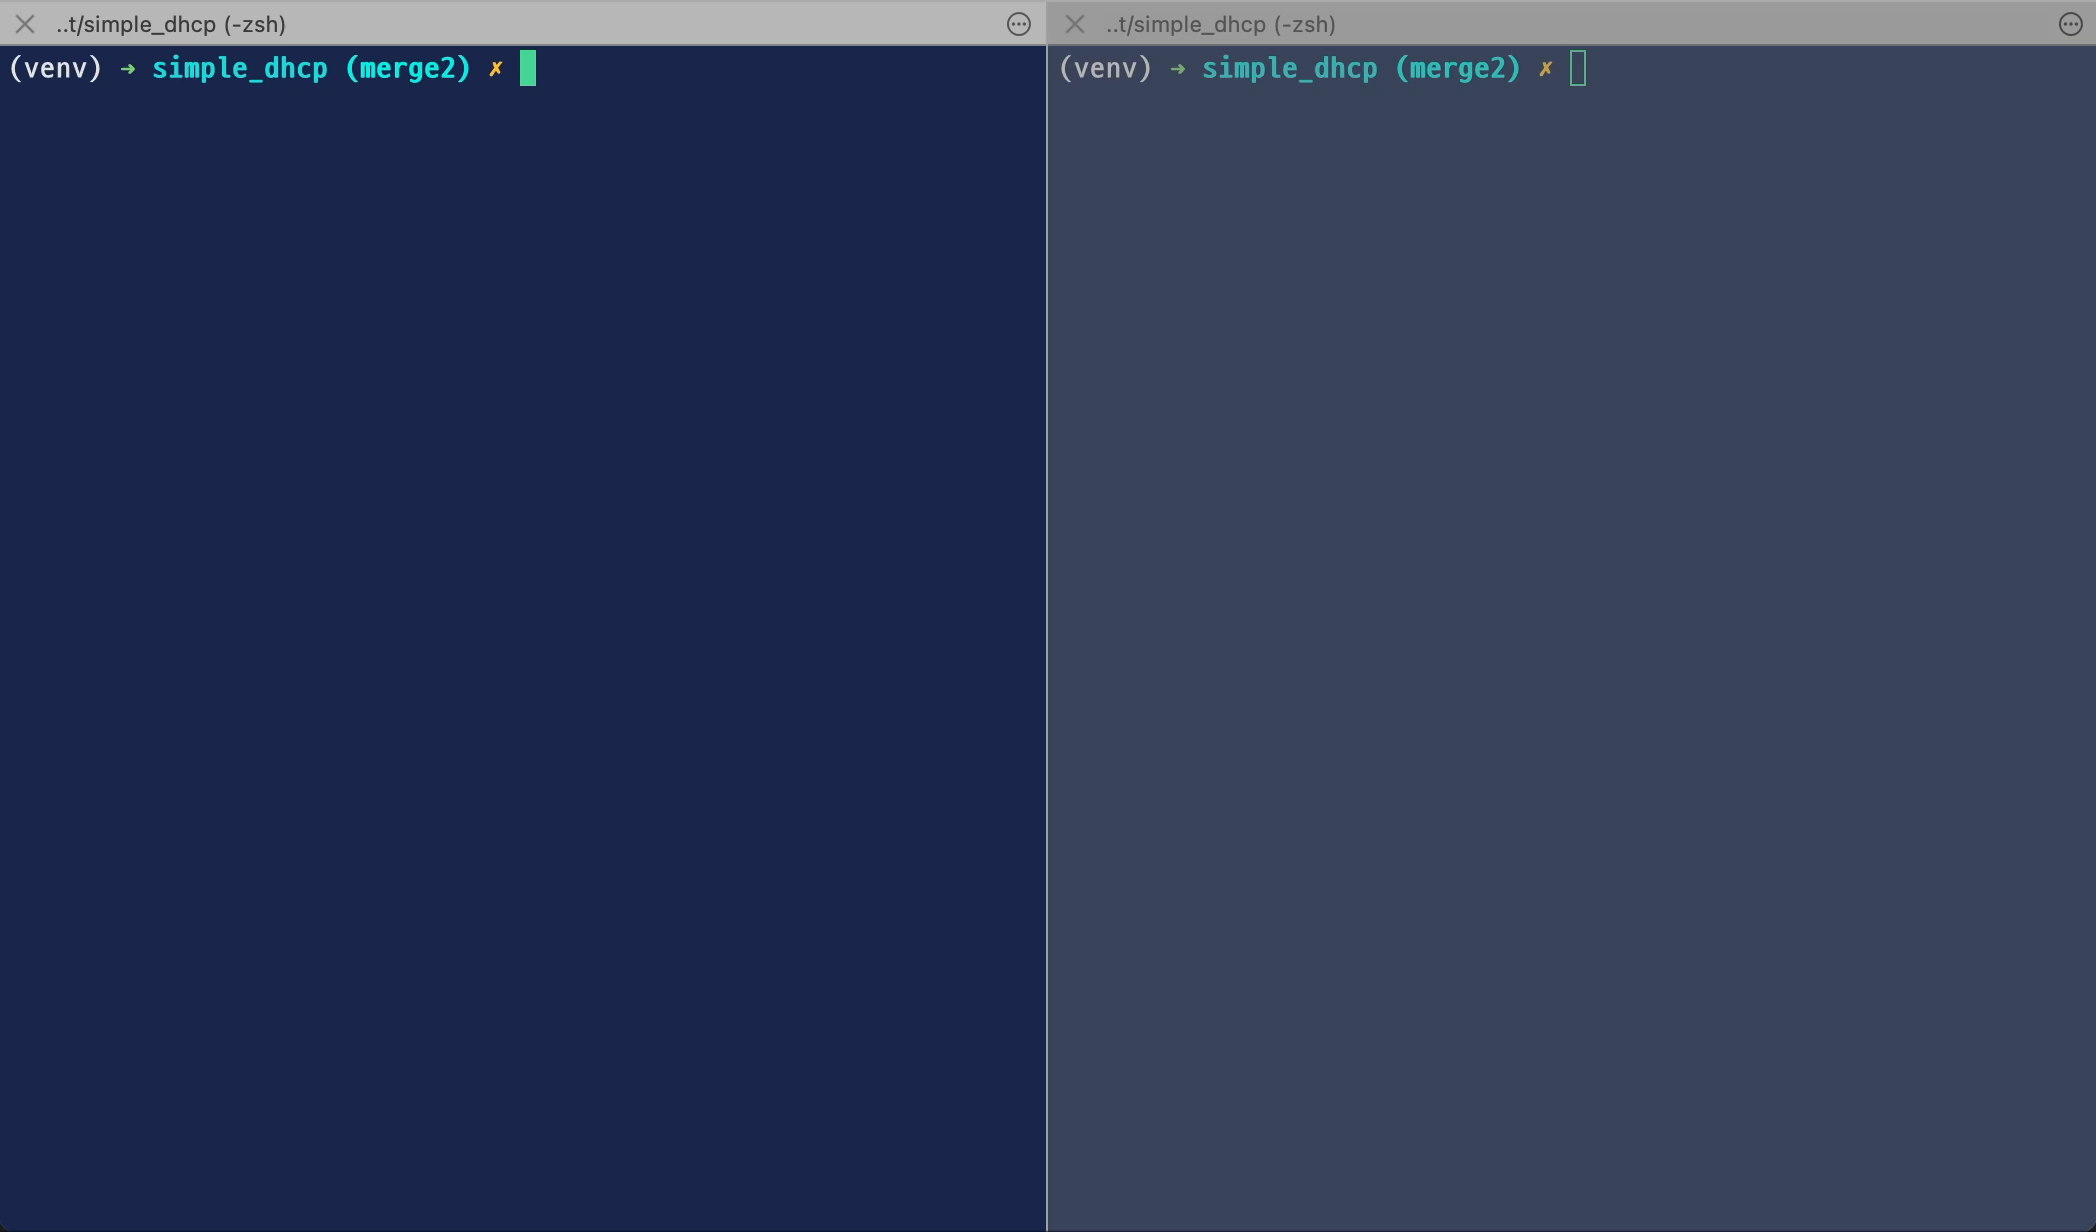 ..t/simple_dhcp (-zsh)
(venv) ➜ simple_dhcp (merge2) ✗
..t/simple_dhcp (-zsh)
(venv) ➜ simple_dhcp (merge2) ✗